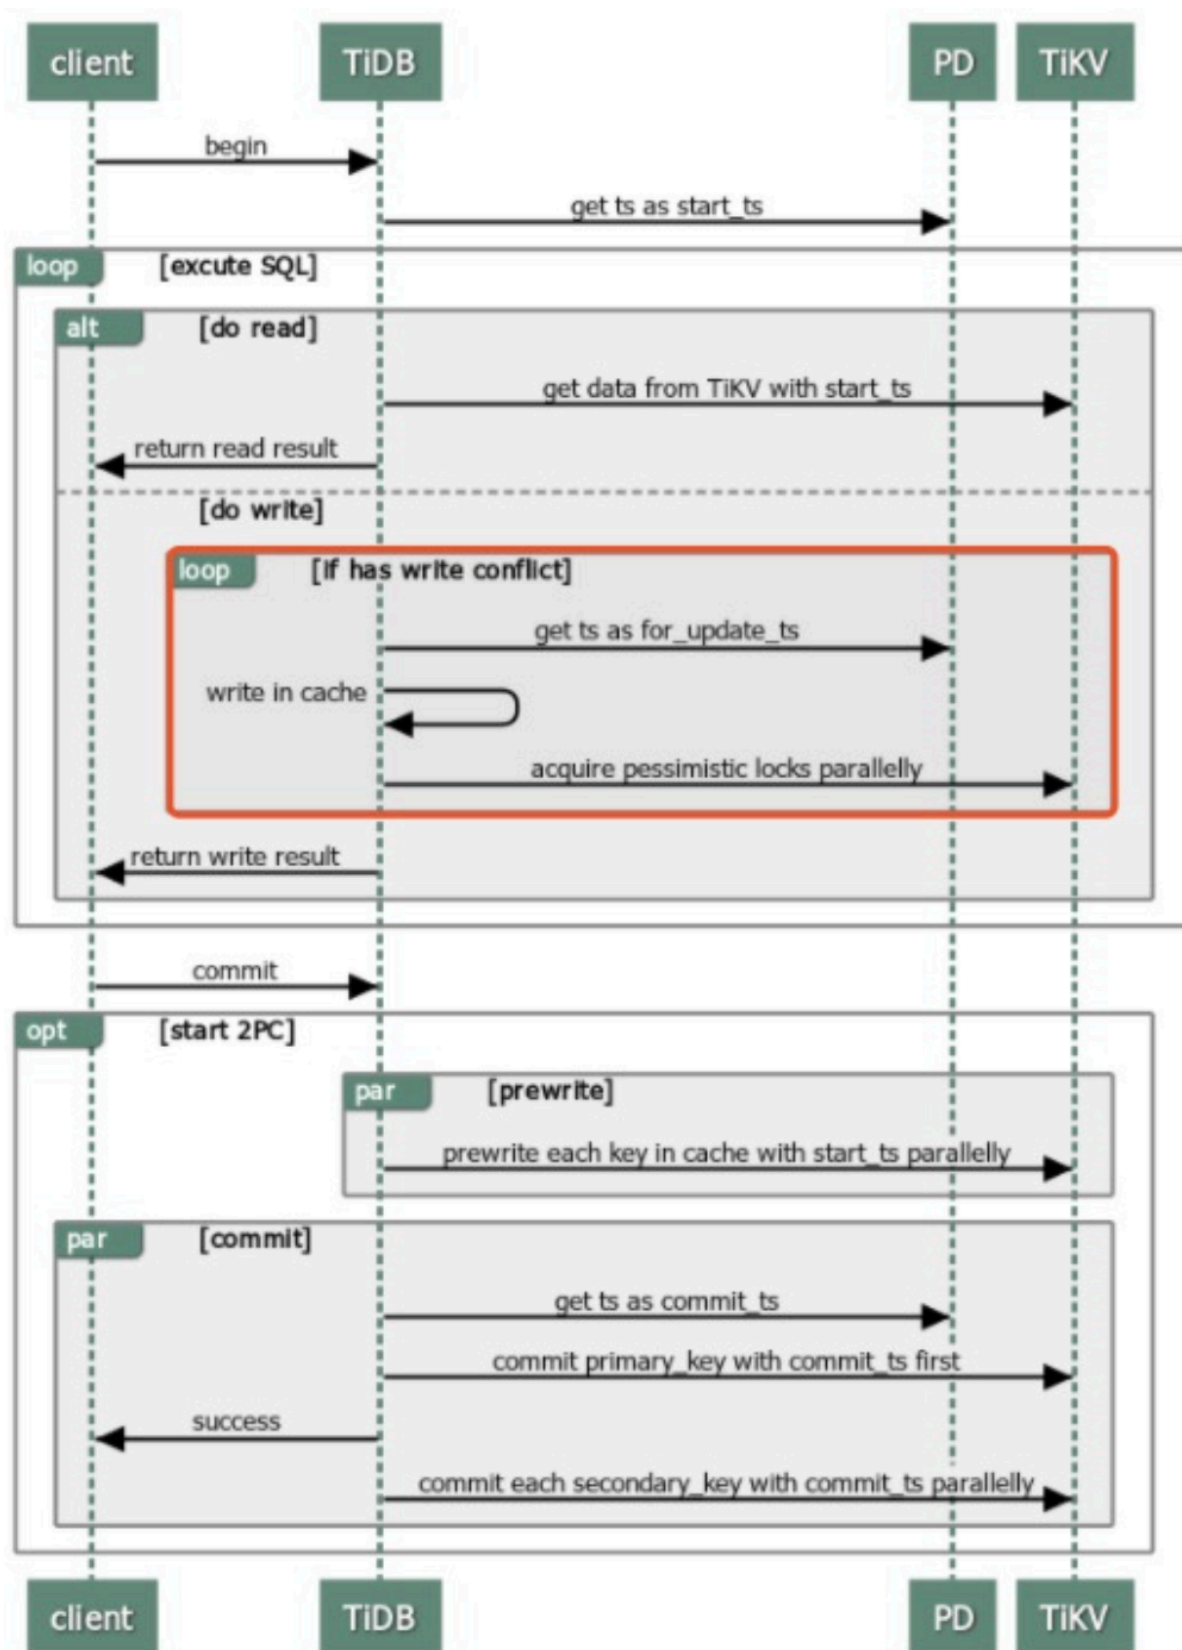 client TiDB PD TiKV
begin
get ts as start_ts
loop [excute SQL]
alt [do read]
get data from TiKV with start_ts
return read result
[do write]
loop [if has write conflict]
get ts as for_update_ts
write in cache
acquire pessimistic locks parallelly
return write result
commit
opt [start 2PC]
par [prewrite]
prewrite each key in cache with start_ts parallelly
par [commit]
get ts as commit_ts
commit primary_key with commit_ts first
success
commit each secondary_key with commit_ts parallelly
client TiDB PD TiKV